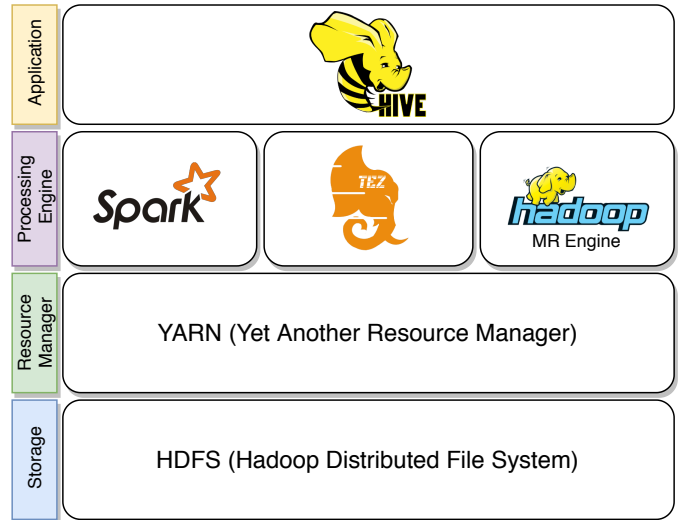 Application
HIVE
Processing
Engine
Spark
TEZ
hadoop
MR Engine
Resource
Manager
YARN (Yet Another Resource Manager)
Storage
HDFS (Hadoop Distributed File System)